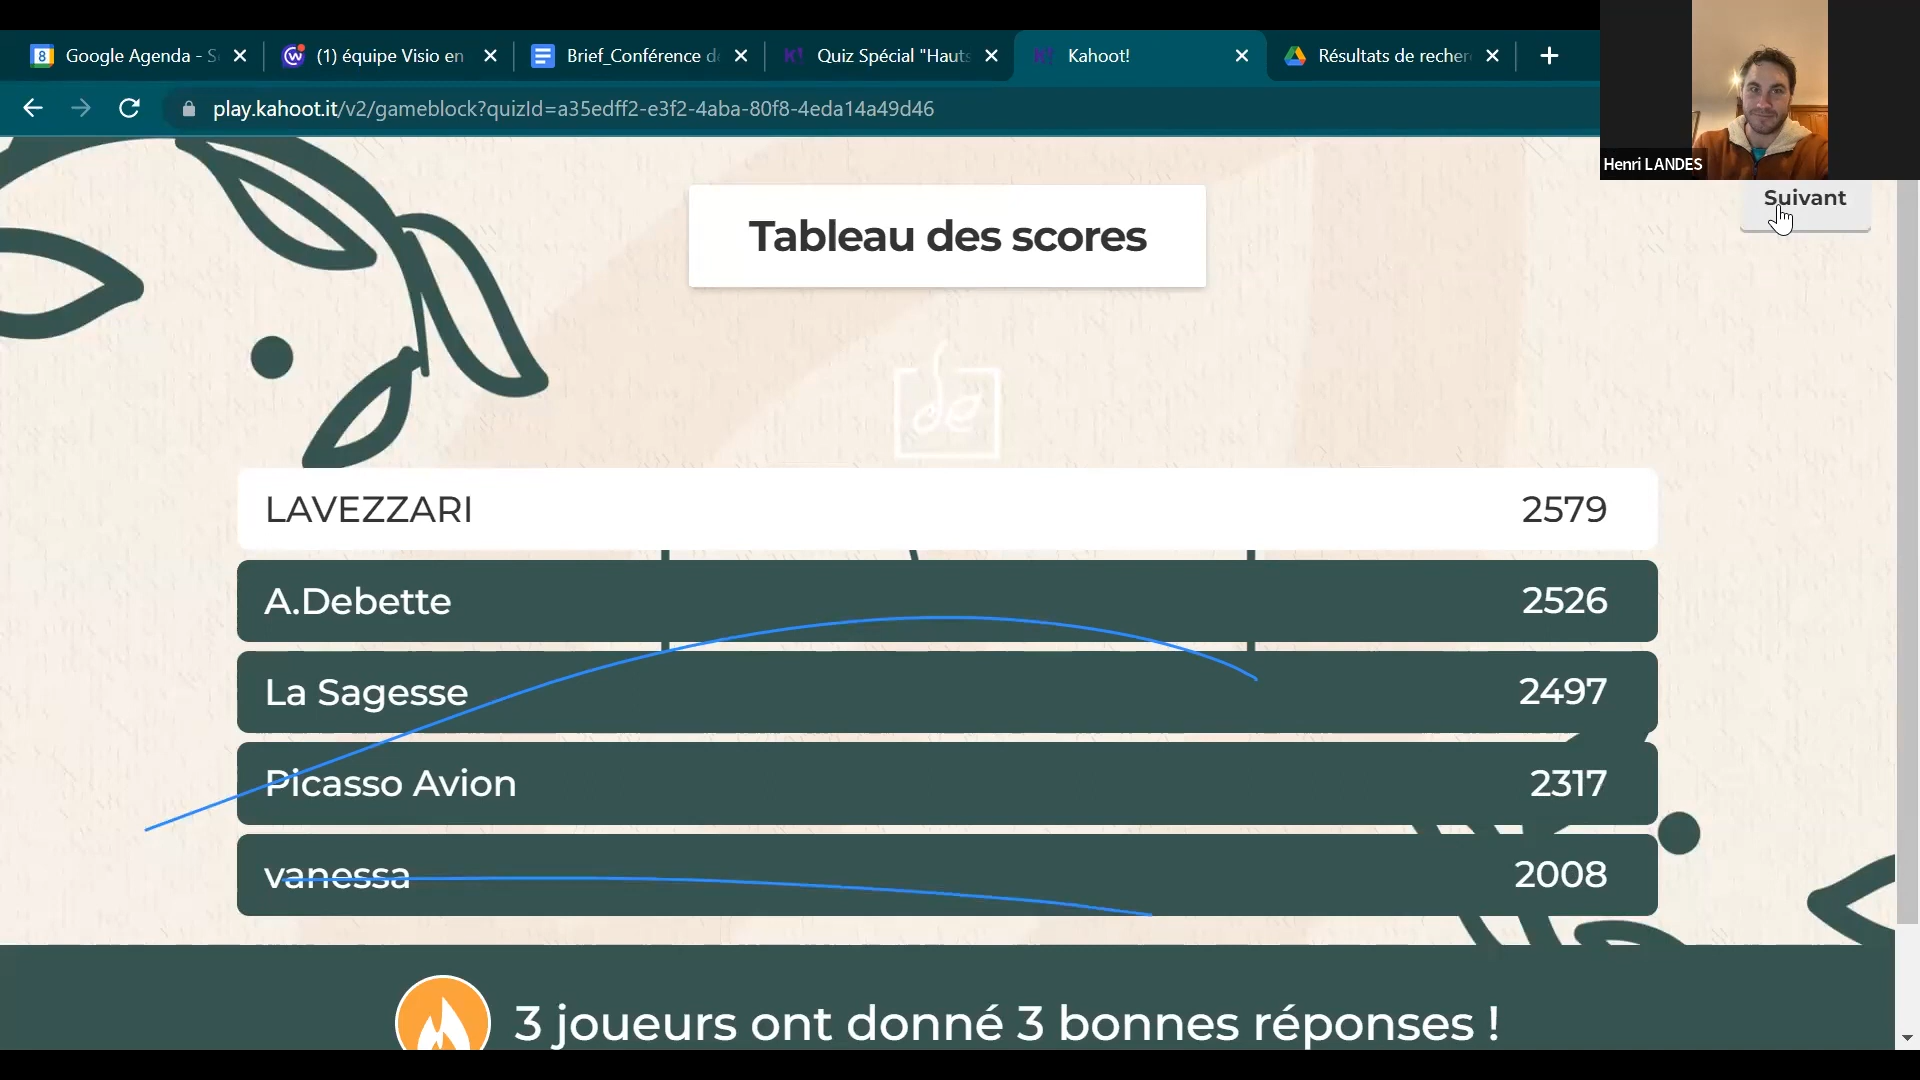 Google Agenda - S
(1) équipe Visio en
Brief_Conférence d
Quiz Spécial "Hauts
Kahoot!
Résultats de recher
play.kahoot.it/v2/gameblock?quizId=a35edff2-e3f2-4aba-80f8-4eda14a49d46
Henri LANDES
Suivant
Tableau des scores
de
LAVEZZARI 2579
A.Debette 2526
La Sagesse 2497
Picasso Avion 2317
vanessa 2008
3 joueurs ont donné 3 bonnes réponses !